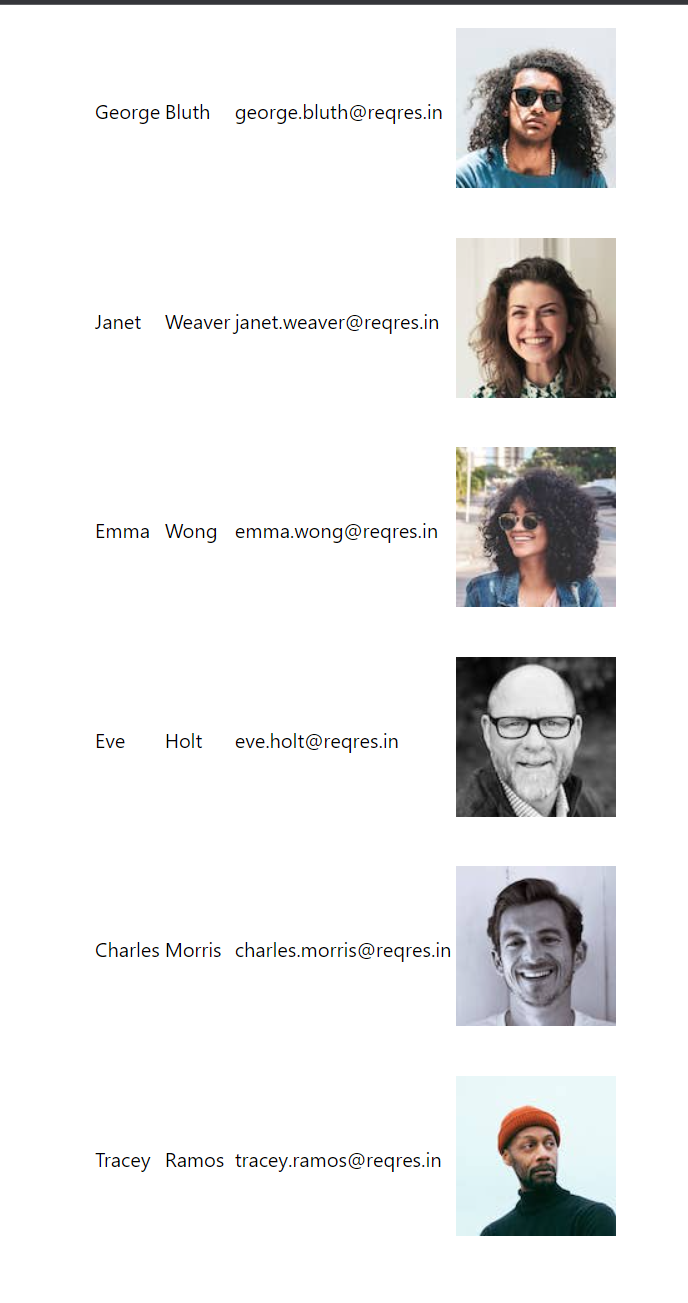 George Bluth george.bluth@reqres.in
Janet Weaver janet.weaver@reqres.in
Emma Wong emma.wong@reqres.in
Eve Holt eve.holt@reqres.in
Charles Morris charles.morris@reqres.in
Tracey Ramos tracey.ramos@reqres.in